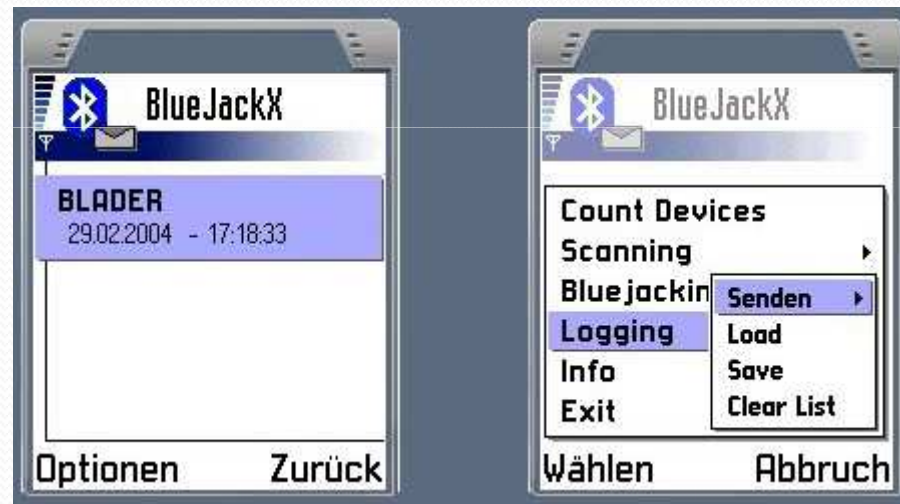 BlueJackX
BLADER
29.02.2004 - 17:18:33
Optionen Zurück
BlueJackX
Count Devices
Scanning
Bluejackin
Logging
Info
Exit
Senden
Load
Save
Clear List
Wählen Abbruch